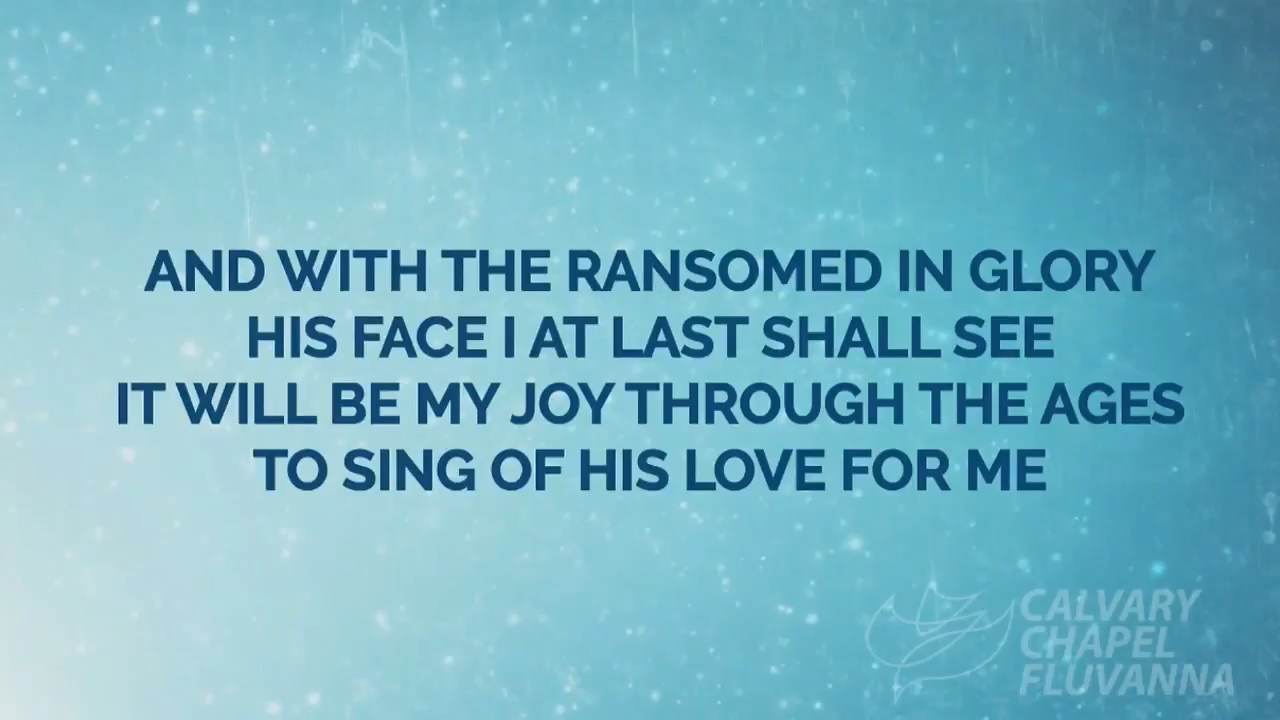 AND WITH THE RANSOMED IN GLORY
HIS FACE I AT LAST SHALL SEE
IT WILL BE MY JOY THROUGH THE AGES
TO SING OF HIS LOVE FOR ME
CALVARY
CHAPEL
FLUVANNA